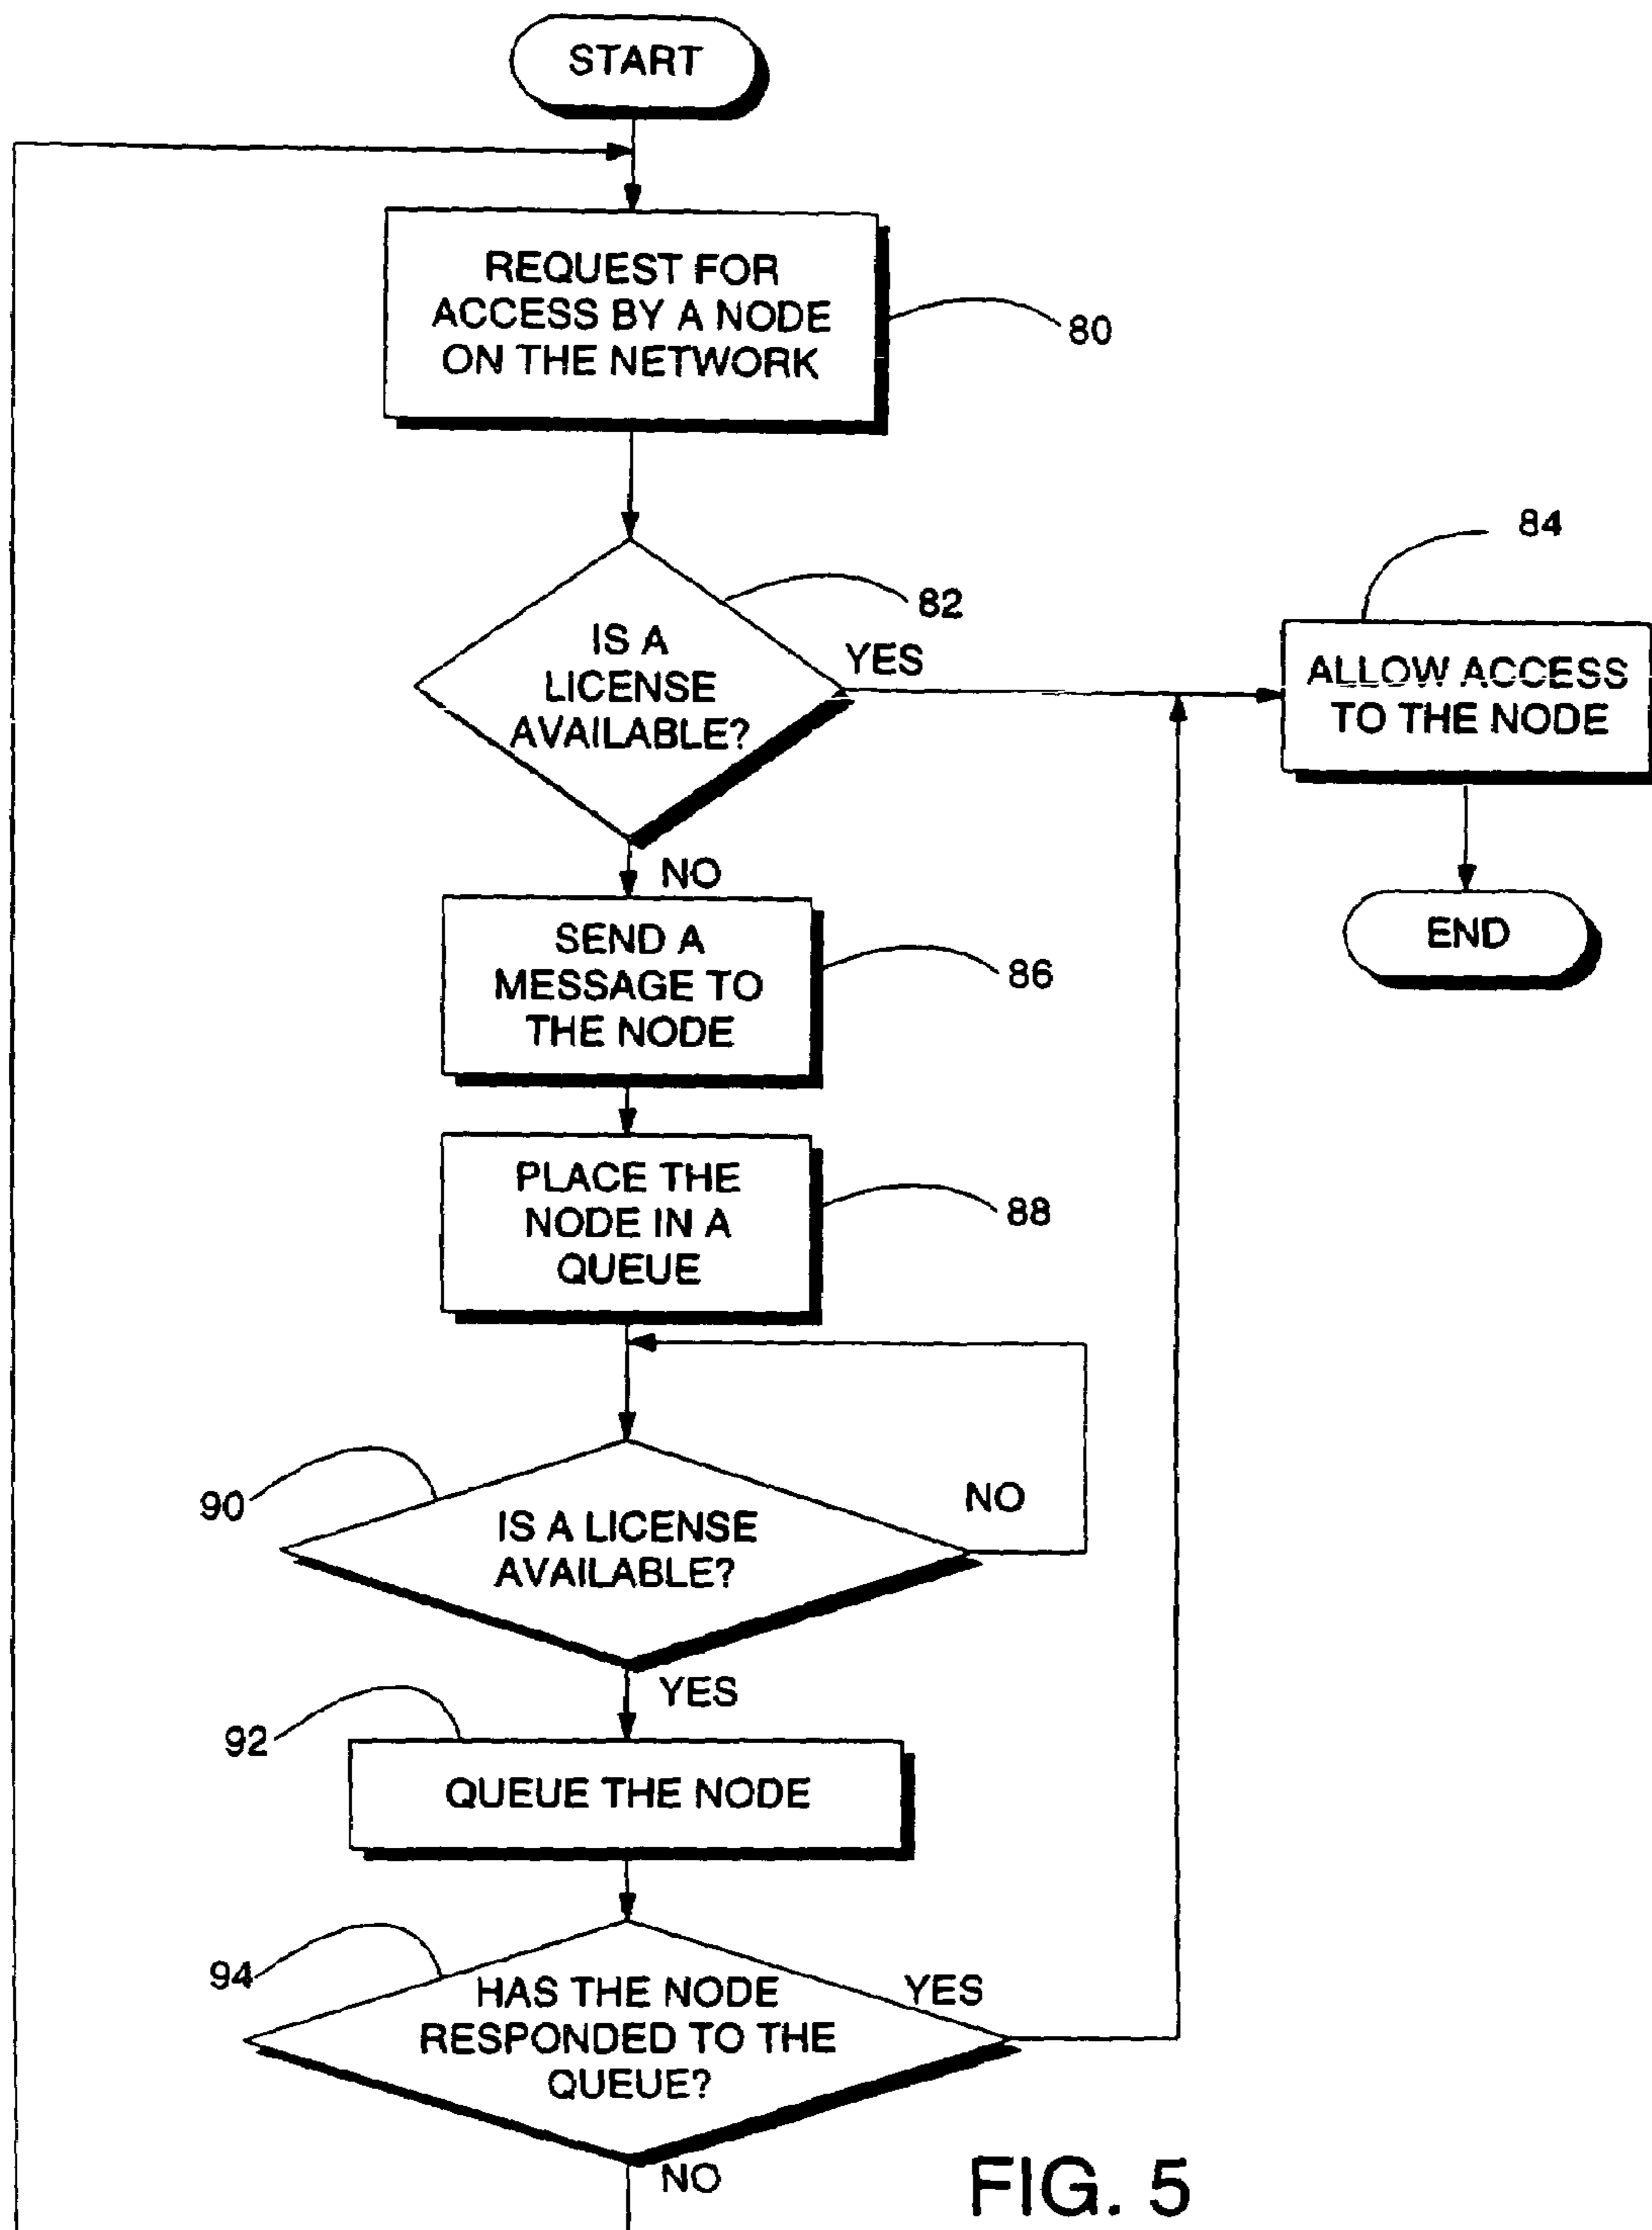 START
REQUEST FOR
ACCESS BY A NODE
ON THE NETWORK
80
IS A
LICENSE
AVAILABLE?
82
YES
84
ALLOW ACCESS
TO THE NODE
END
NO
SEND A
MESSAGE TO
THE NODE
86
PLACE THE
NODE IN A
QUEUE
88
90
IS A LICENSE
AVAILABLE?
NO
YES
92
QUEUE THE NODE
94
HAS THE NODE
RESPONDED TO THE
QUEUE?
YES
NO
FIG. 5